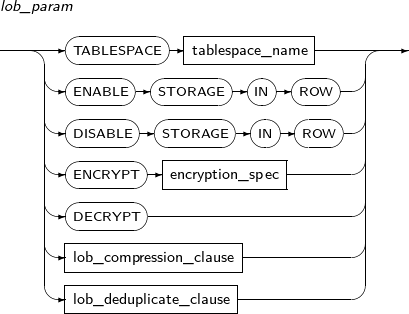 lob_param
TABLESPACE tablespace_name
ENABLE STORAGE IN ROW
DISABLE STORAGE IN ROW
ENCRYPT encryption_spec
DECRYPT
lob_compression_clause
lob_deduplicate_clause